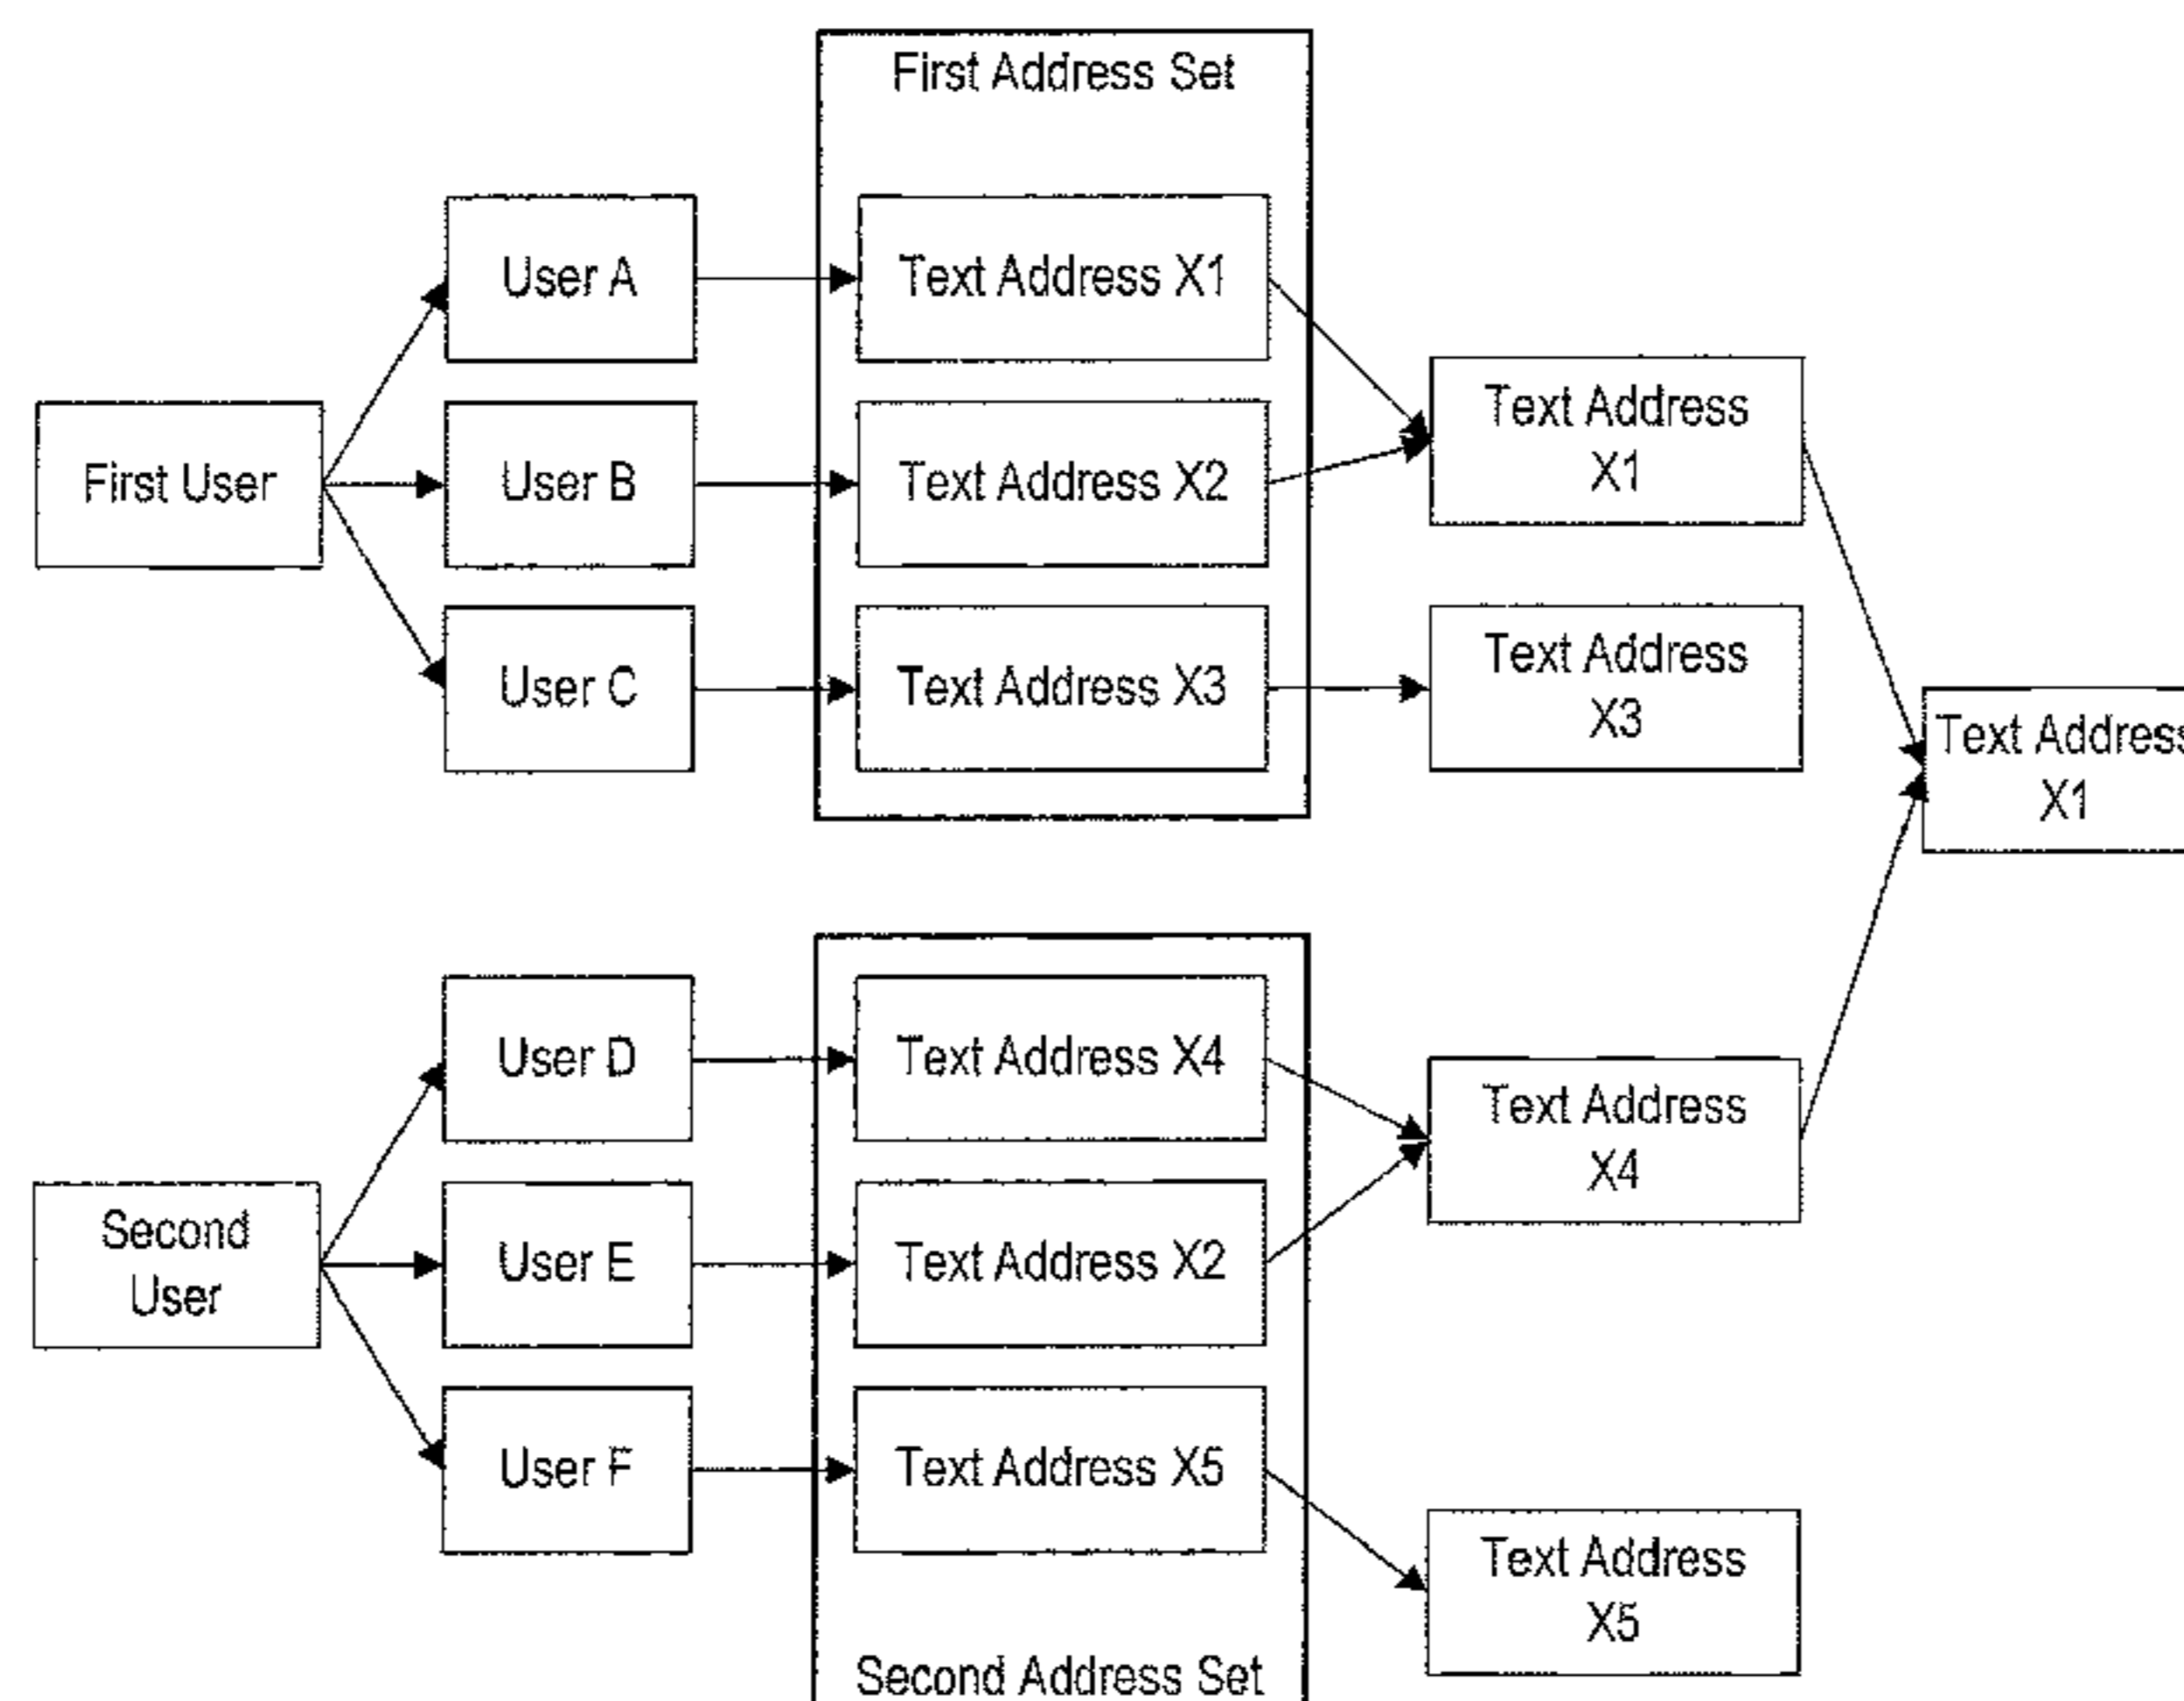 First Address Set
User A
Text Address X1
First User
User B
Text Address X2
User C
Text Address X3
Text Address
X1
Text Address
X3
Text Address
X1
User D
Text Address X4
Second
User
User E
Text Address X2
User F
Text Address X5
Second Address Set
Text Address
X4
Text Address
X5